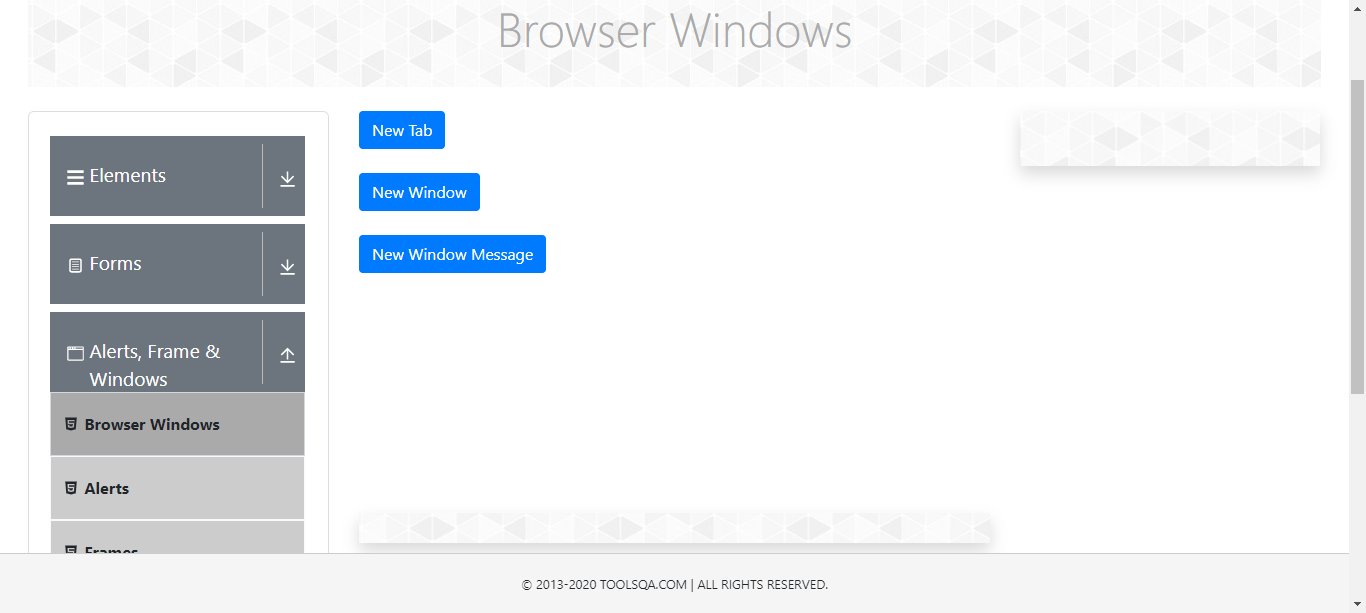 Browser Windows
Elements
Forms
Alerts, Frame &
Windows
Browser Windows
Alerts
Frames
New Tab
New Window
New Window Message
© 2013-2020 TOOLSQA.COM | ALL RIGHTS RESERVED.